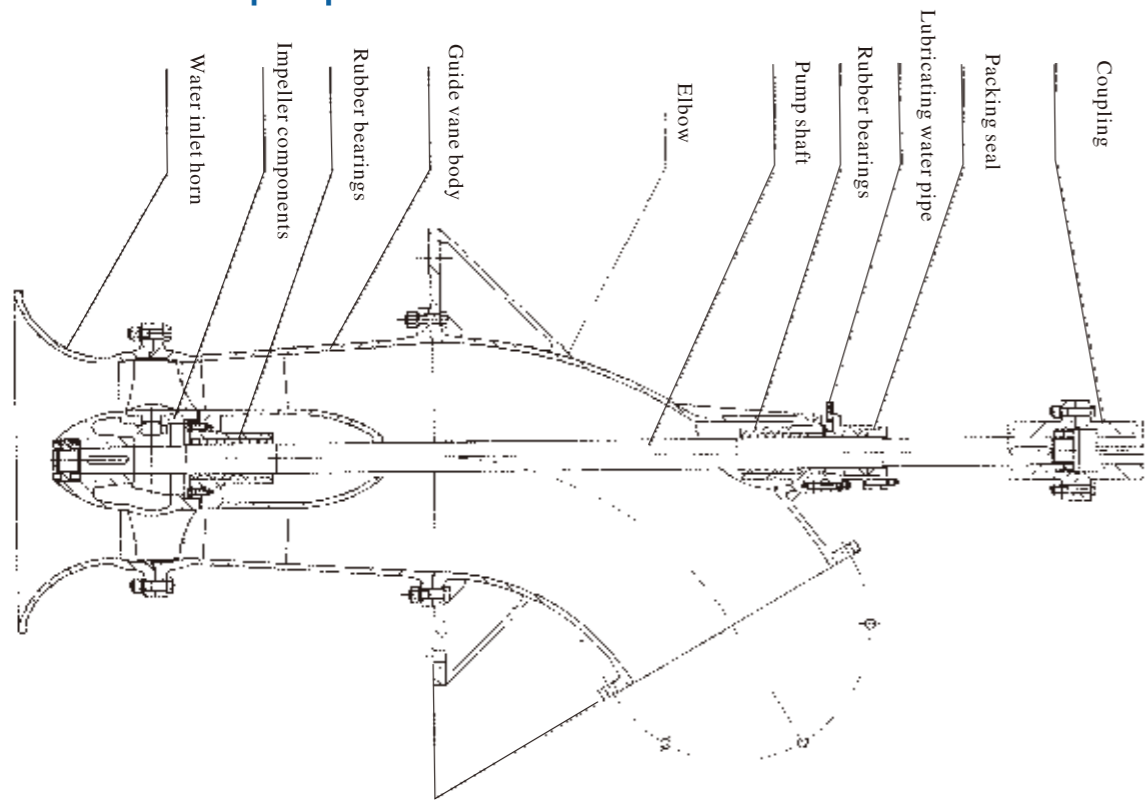 Coupling
Packing seal
Lubricating water pipe
Rubber bearings
Pump shaft
Elbow
Guide vane body
Rubber bearings
Impeller components
Water inlet horn